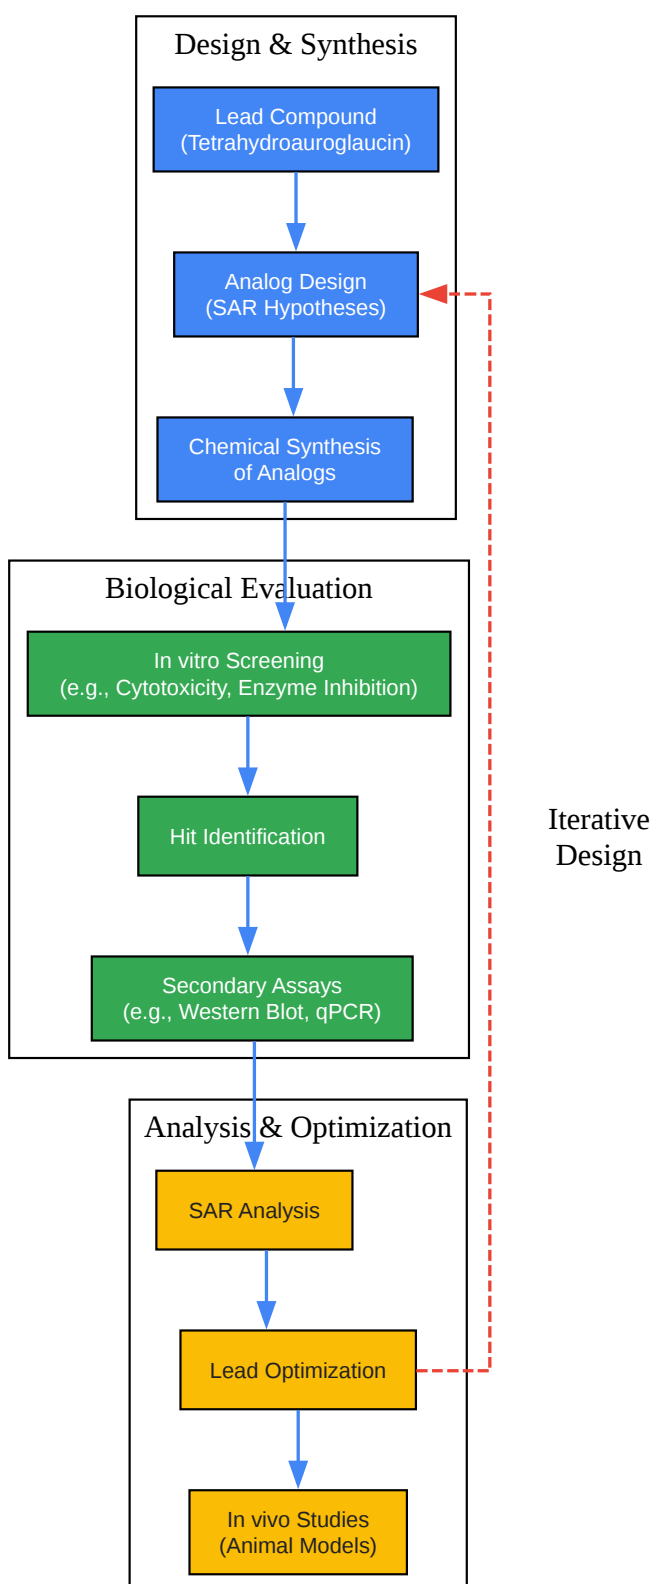 Design & Synthesis
Lead Compound
(Tetrahydroauroglaucin)
Analog Design
(SAR Hypotheses)
Chemical Synthesis
of Analogs
Biological Evaluation
In vitro Screening
(e.g., Cytotoxicity, Enzyme Inhibition)
Hit Identification
Iterative
Design
Secondary Assays
(e.g., Western Blot, qPCR)
Analysis & Optimization
SAR Analysis
Lead Optimization
In vivo Studies
(Animal Models)